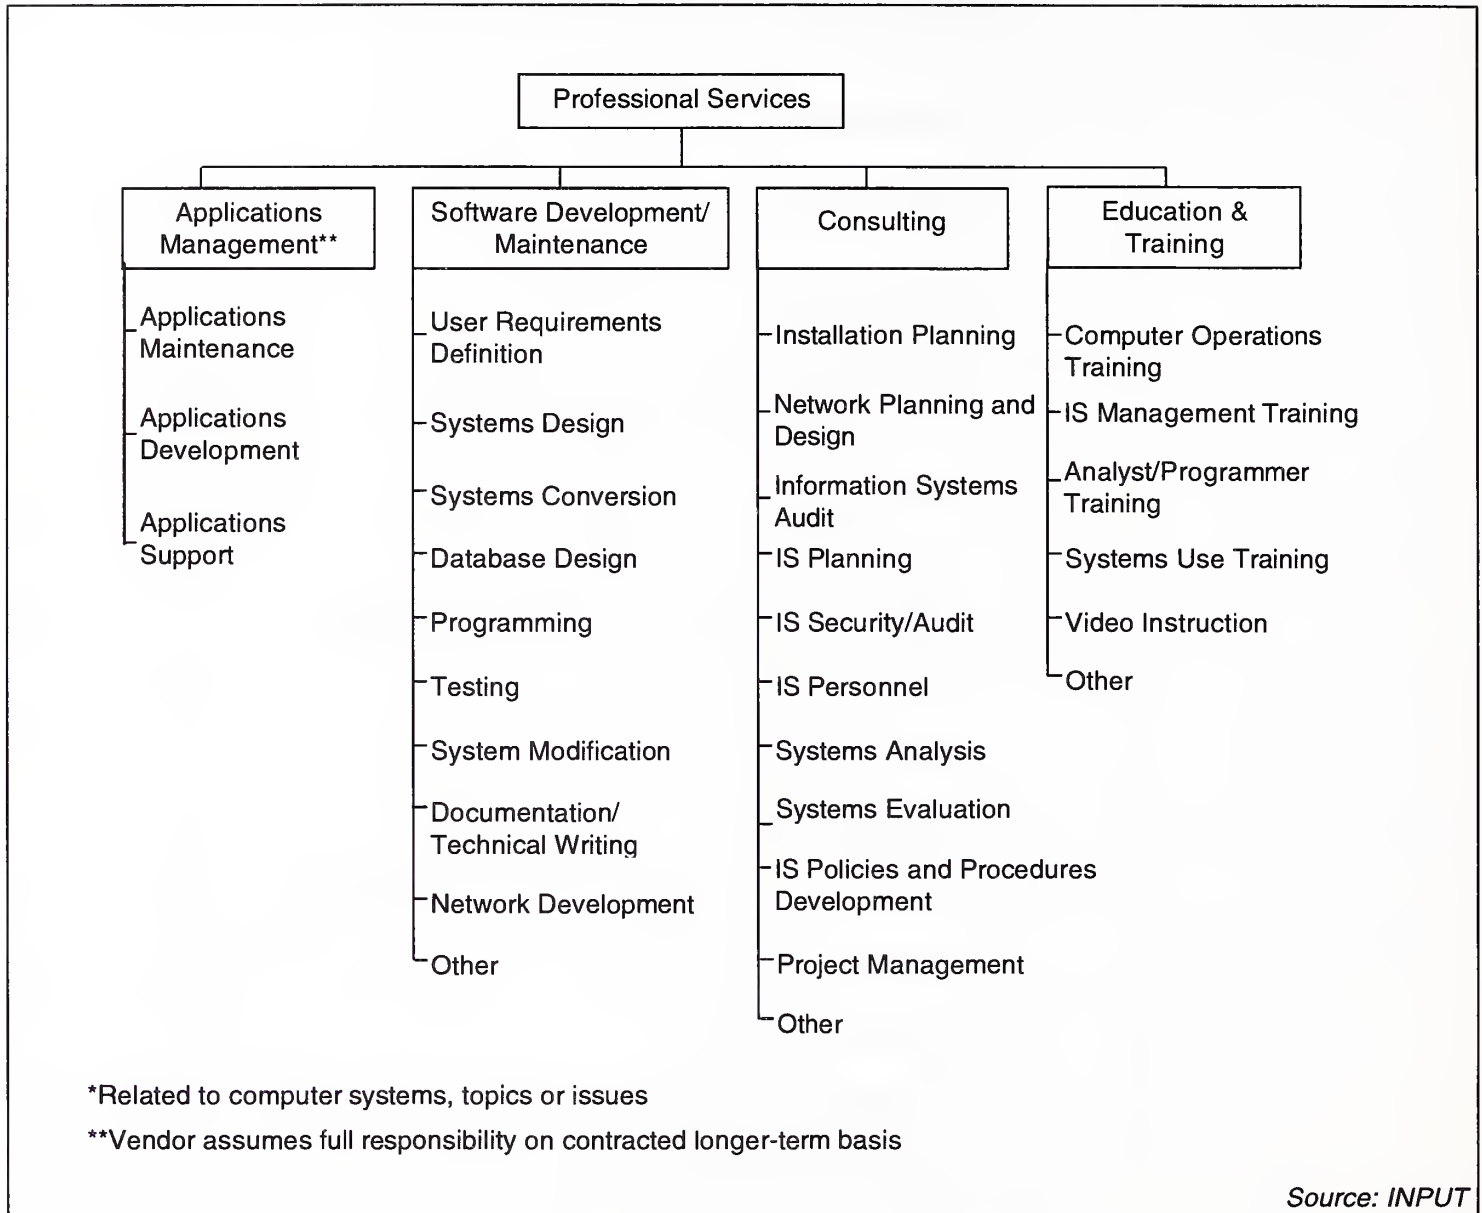 Professional Services
Applications
Management**
Applications
Maintenance
Applications
Development
Applications
Support
Software Development/
Maintenance
User Requirements
Definition
Systems Design
Systems Conversion
Database Design
Programming
Testing
System Modification
Documentation/
Technical Writing
Network Development
Other
Consulting
Installation Planning
Network Planning and
Design
Information Systems
Audit
IS Planning
IS Security/Audit
IS Personnel
Systems Analysis
Systems Evaluation
IS Policies and Procedures
Development
Project Management
Other
Education &
Training
Computer Operations
Training
IS Management Training
Analyst/Programmer
Training
Systems Use Training
Video Instruction
Other
*Related to computer systems, topics or issues
**Vendor assumes full responsibility on contracted longer-term basis
Source: INPUT